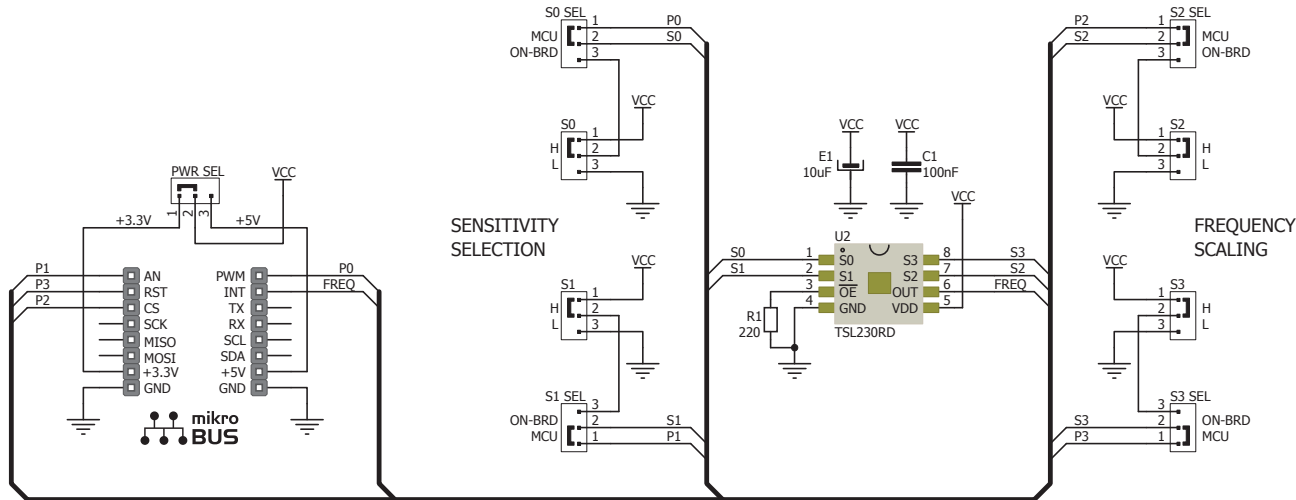 S0 SEL
1 P0
MCU 2 S0
ON-BRD 3
VCC
S0
1
H 2
L 3
P2 1 S2 SEL
S2 2 MCU
3 ON-BRD
VCC
S2
1
2 H
3 L
VCC VCC
E1 C1
10uF 100nF
VCC
PWR SEL VCC
+3.3V 1 2 3 +5V
SENSITIVITY
SELECTION
FREQUENCY
SCALING
P1 AN PWM P0
P3 RST INT FREQ
P2 CS TX
SCK RX
MISO SCL
MOSI SDA
+3.3V +5V
GND GND
mikro
BUS
VCC
S1
1
H 2
L 3
S1 SEL
3
ON-BRD 2 S1
MCU 1 P1
U2
S0 1 S0 S3 8 S3
S1 2 S1 S2 7 S2
3 OE OUT 6 FREQ
4 GND VDD 5
R1
220
TSL230RD
VCC
S3
1
2 H
3 L
S3 SEL
3
S3 2 ON-BRD
P3 1 MCU